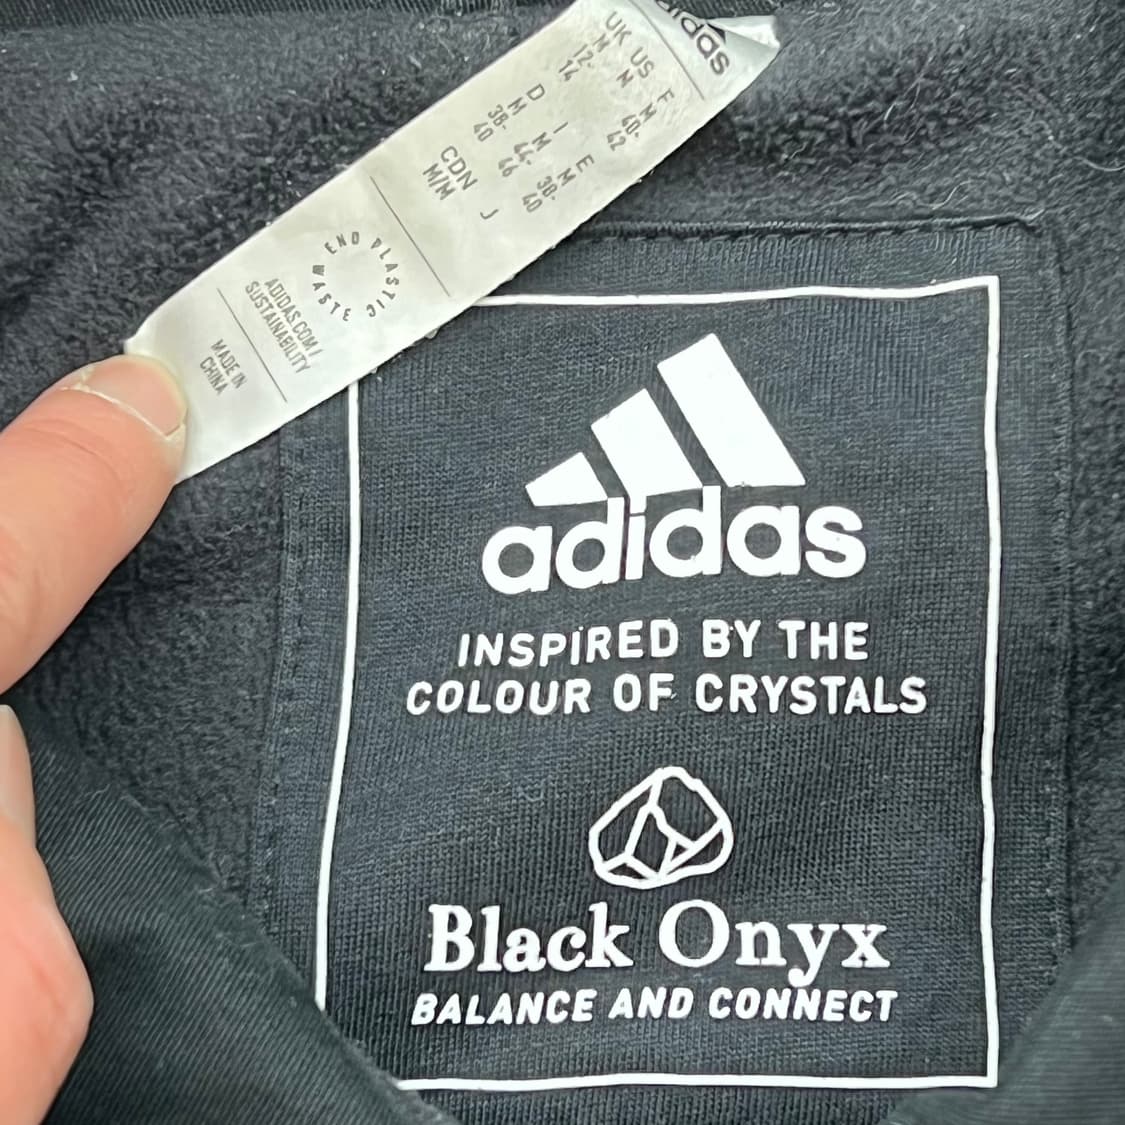 adidas
UK US F
M M M
12- 40-
14 42
D I E
M M M
38- 44- 38-
40 46 40
CDN J
M/M
END PLASTIC WASTE
ADIDAS.COM/
SUSTAINABILITY
MADE IN
CHINA
adidas
INSPIRED BY THE
COLOUR OF CRYSTALS
Black Onyx
BALANCE AND CONNECT